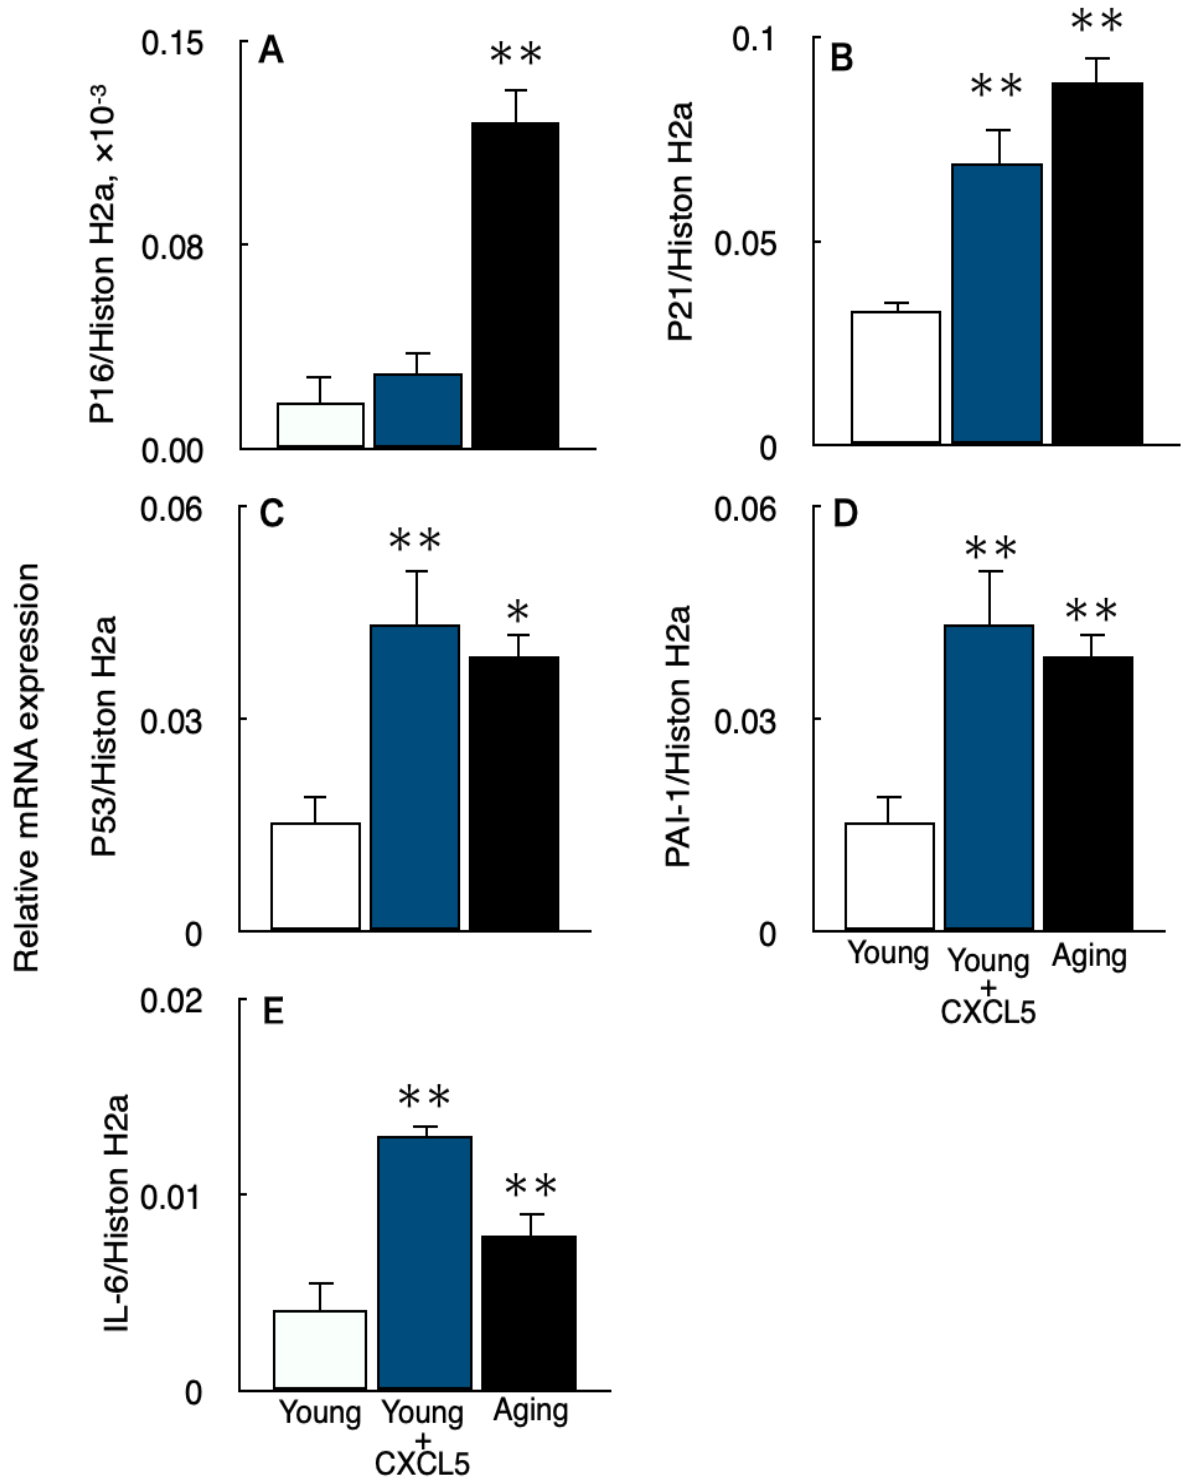 Relative mRNA expression
A
P16/Histon H2a, ×10-3
0.15
0.08
0.00
**
B
P21/Histon H2a
0.1
0.05
0
**
**
C
P53/Histon H2a
0.06
0.03
0
**
*
D
PAI-1/Histon H2a
0.06
0.03
0
**
**
Young
Young
+
CXCL5
Aging
E
IL-6/Histon H2a
0.02
0.01
0
**
**
Young
Young
+
CXCL5
Aging